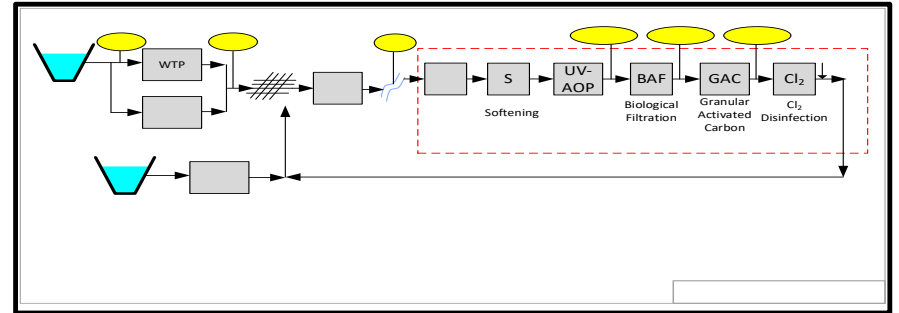 WTP
S
Softening
UV-
AOP
BAF
Biological
Filtration
GAC
Granular
Activated
Carbon
Cl₂
Cl₂
Disinfection